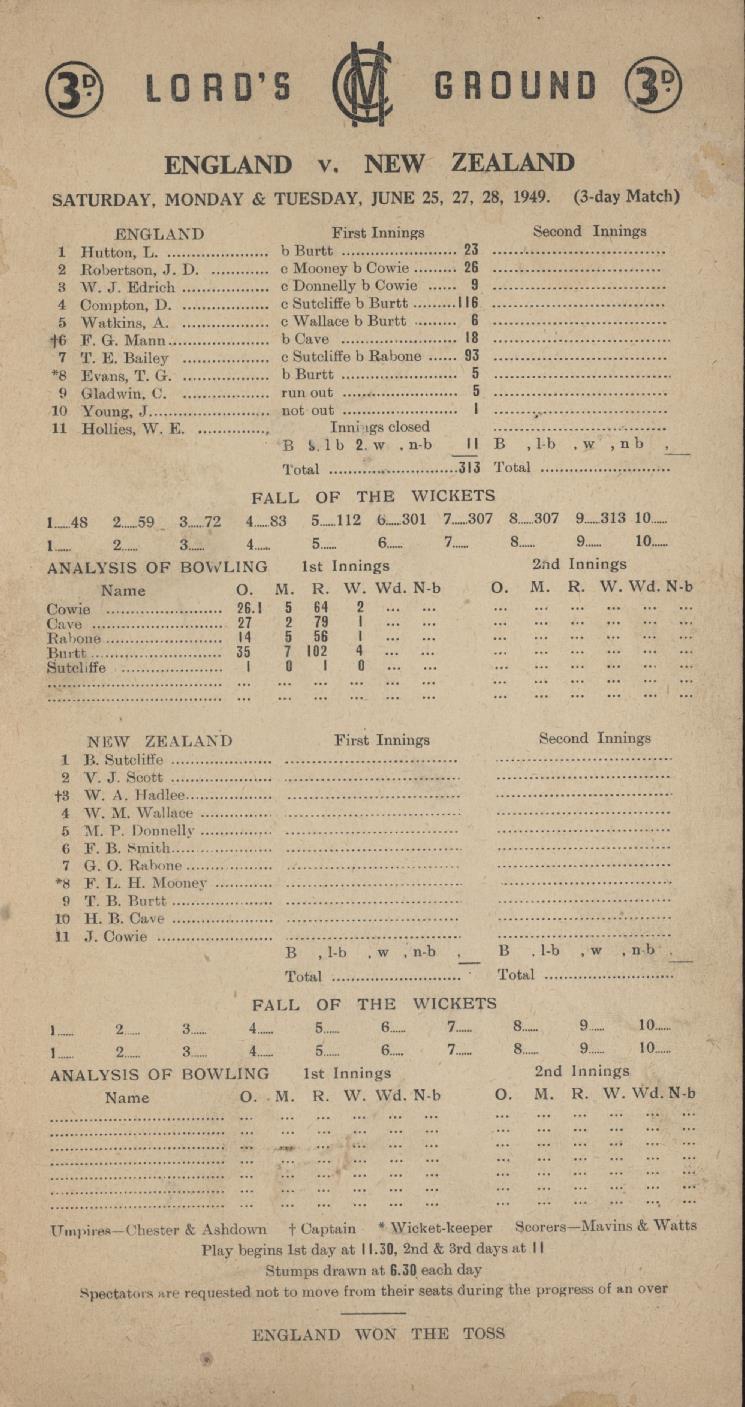 3D. LORD'S MCC GROUND 3D.
ENGLAND v. NEW ZEALAND
SATURDAY, MONDAY & TUESDAY, JUNE 25, 27, 28, 1949. (3-day Match)
ENGLAND First Innings Second Innings
1 Hutton, L. ...................... b Burtt ........................ 23 ........................................
2 Robertson, J. D. ............ c Mooney b Cowie ......... 26 ........................................
3 W. J. Edrich .................. c Donnelly b Cowie ...... 9 ........................................
4 Compton, D. .................. c Sutcliffe b Burtt .........116 ........................................
5 Watkins, A. .................. c Wallace b Burtt ......... 6 ........................................
†6 F. G. Mann.................... b Cave ........................ 18 ........................................
7 T. E. Bailey .................. c Sutcliffe b Rabone ...... 93 ........................................
*8 Evans, T. G. .................. b Burtt ........................ 5 ........................................
9 Gladwin, C. .................. run out ........................ 5 ........................................
10 Young, J........................ not out ........................ 1 ........................................
11 Hollies, W. E. .............. Innings closed ........................................
B 9, l b 2, w , n-b 11 B , l-b , w , n b ,
Total ............................313 Total ............................
FALL OF THE WICKETS
1......48 2......59 3......72 4......83 5......112 6......301 7......307 8......307 9......313 10......
1...... 2...... 3...... 4...... 5...... 6...... 7...... 8...... 9...... 10......
ANALYSIS OF BOWLING 1st Innings 2nd Innings
Name O. M. R. W. Wd. N-b O. M. R. W. Wd. N-b
Cowie ........................ 26.1 5 64 2 ... ... ... ... ... ... ... ...
Cave ........................ 27 2 79 1 ... ... ... ... ... ... ... ...
Rabone ........................ 14 5 56 1 ... ... ... ... ... ... ... ...
Burtt ........................ 35 7 102 4 ... ... ... ... ... ... ... ...
Sutcliffe ..................... 1 0 1 0 ... ... ... ... ... ... ... ...
.................................... ... ... ... ... ... ... ... ... ... ... ... ...
.................................... ... ... ... ... ... ... ... ... ... ... ... ...
NEW ZEALAND First Innings Second Innings
1 B. Sutcliffe .................. ........................................ ........................................
2 V. J. Scott .................. ........................................ ........................................
†3 W. A. Hadlee.................. ........................................ ........................................
4 W. M. Wallace ............... ........................................ ........................................
5 M. P. Donnelly ............... ........................................ ........................................
6 F. B. Smith.................. ........................................ ........................................
7 G. O. Rabone .................. ........................................ ........................................
*8 F. L. H. Mooney ............ ........................................ ........................................
9 T. B. Burtt .................. ........................................ ........................................
10 H. B. Cave .................. ........................................ ........................................
11 J. Cowie ..................... ........................................ ........................................
B , l-b , w , n-b , B , l-b , w , n-b ,
Total ............................ Total ............................
FALL OF THE WICKETS
1...... 2...... 3...... 4...... 5...... 6...... 7...... 8...... 9...... 10......
1...... 2...... 3...... 4...... 5...... 6...... 7...... 8...... 9...... 10......
ANALYSIS OF BOWLING 1st Innings 2nd Innings
Name O. M. R. W. Wd. N-b O. M. R. W. Wd. N-b
.................................... ... ... ... ... ... ... ... ... ... ... ... ...
.................................... ... ... ... ... ... ... ... ... ... ... ... ...
.................................... ... ... ... ... ... ... ... ... ... ... ... ...
.................................... ... ... ... ... ... ... ... ... ... ... ... ...
.................................... ... ... ... ... ... ... ... ... ... ... ... ...
.................................... ... ... ... ... ... ... ... ... ... ... ... ...
.................................... ... ... ... ... ... ... ... ... ... ... ... ...
Umpires—Chester & Ashdown † Captain * Wicket-keeper Scorers—Mavins & Watts
Play begins 1st day at 11.30, 2nd & 3rd days at 11
Stumps drawn at 6.30 each day
Spectators are requested not to move from their seats during the progress of an over
ENGLAND WON THE TOSS